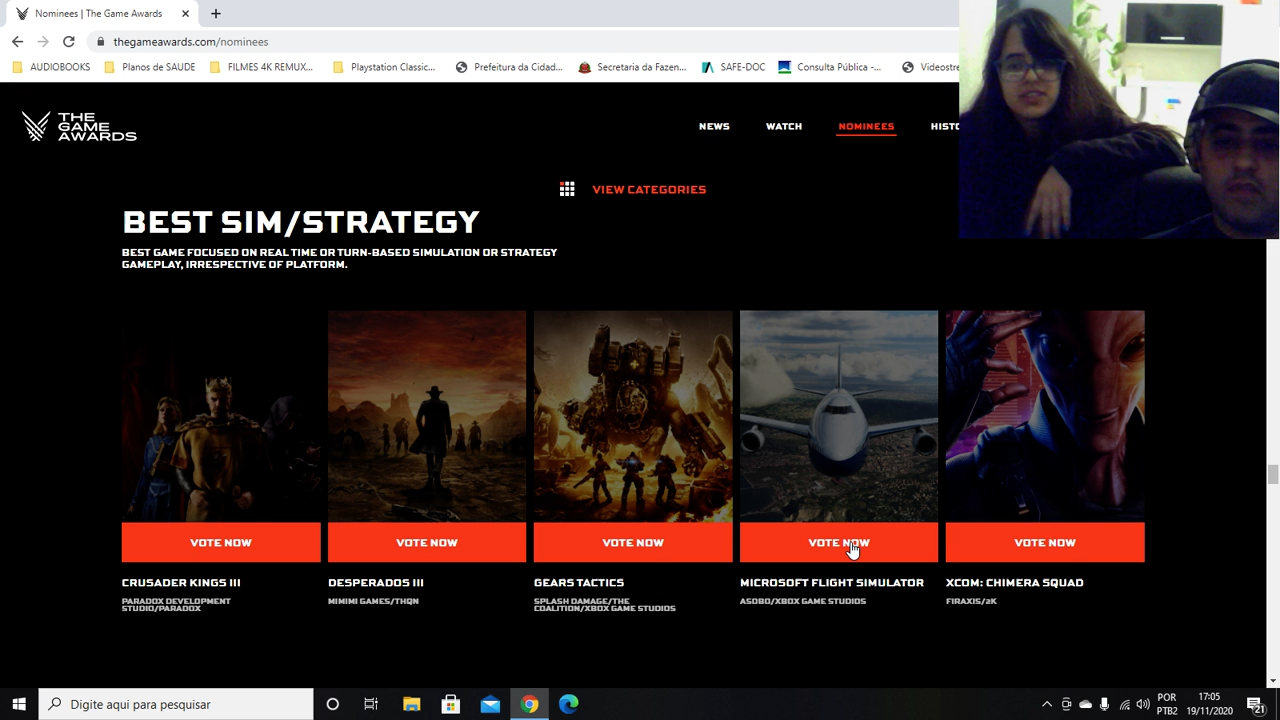 Nominees | The Game Awards
thegameawards.com/nominees
AUDIOBOOKS
Planos de SAUDE
FILMES 4K REMUX...
Playstation Classic...
Prefeitura da Cidad...
Secretaria da Fazen...
SAFE-DOC
Consulta Pública -...
Videostre
THE
GAME
AWARDS
NEWS
WATCH
NOMINEES
HISTO
VIEW CATEGORIES
BEST SIM/STRATEGY
BEST GAME FOCUSED ON REAL TIME OR TURN-BASED SIMULATION OR STRATEGY
GAMEPLAY, IRRESPECTIVE OF PLATFORM.
VOTE NOW
VOTE NOW
VOTE NOW
VOTE NOW
VOTE NOW
CRUSADER KINGS III
PARADOX DEVELOPMENT
STUDIO/PARADOX
DESPERADOS III
MIMIMI GAMES/THQN
GEARS TACTICS
SPLASH DAMAGE/THE
COALITION/XBOX GAME STUDIOS
MICROSOFT FLIGHT SIMULATOR
ASOBO/XBOX GAME STUDIOS
XCOM: CHIMERA SQUAD
FIRAXIS/2K
Digite aqui para pesquisar
POR
PTB2
17:05
19/11/2020
21